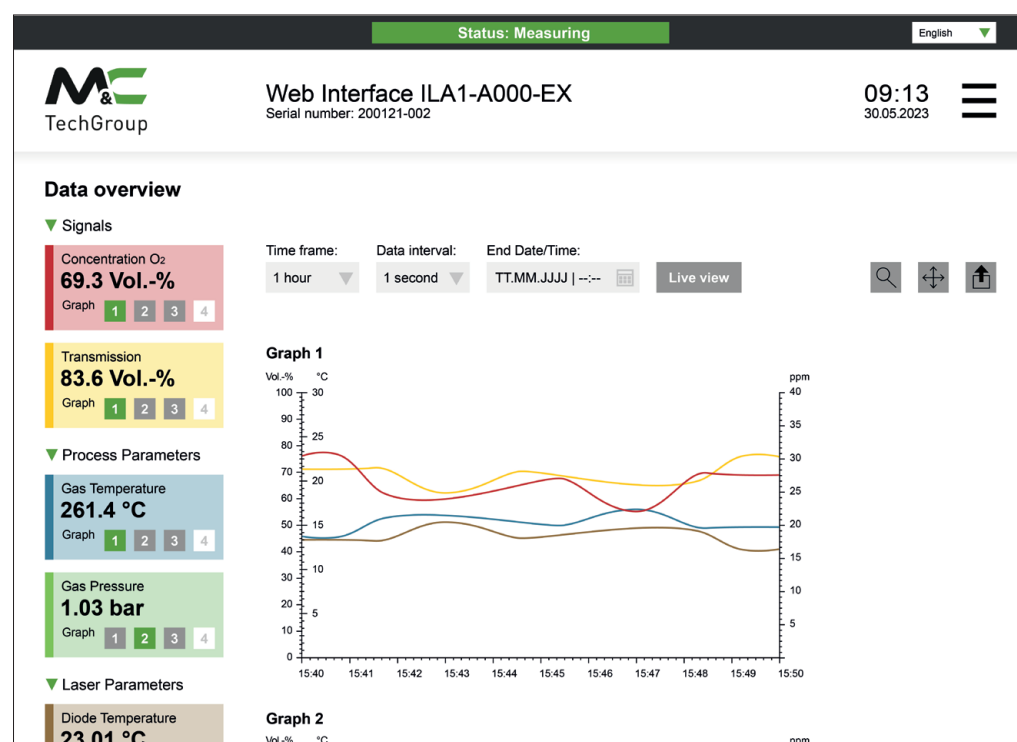 Status: Measuring
English
M&C
TechGroup
Web Interface ILA1-A000-EX
Serial number: 200121-002
09:13
30.05.2023
Data overview
Signals
Concentration O2
69.3 Vol.-%
Graph 1 2 3 4
Transmission
83.6 Vol.-%
Graph 1 2 3 4
Process Parameters
Gas Temperature
261.4 °C
Graph 1 2 3 4
Gas Pressure
1.03 bar
Graph 1 2 3 4
Laser Parameters
Diode Temperature
23.01 °C
Time frame: Data interval: End Date/Time:
1 hour 1 second TT.MM.JJJJ | --:-- Live view
Graph 1
Vol.-% °C ppm
100 30 40
90 35
80 25 30
70 20
60 25
50 15 20
40 15
30 10
20 10
10 5 5
0
15:40 15:41 15:42 15:43 15:44 15:45 15:46 15:47 15:48 15:49 15:50
Graph 2
Vol.-% °C ppm